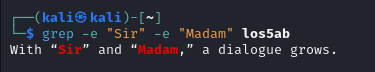 ┌──(kali㉿kali)-[~]
└─$ grep -e "Sir" -e "Madam" los5ab
With “Sir” and “Madam,” a dialogue grows.